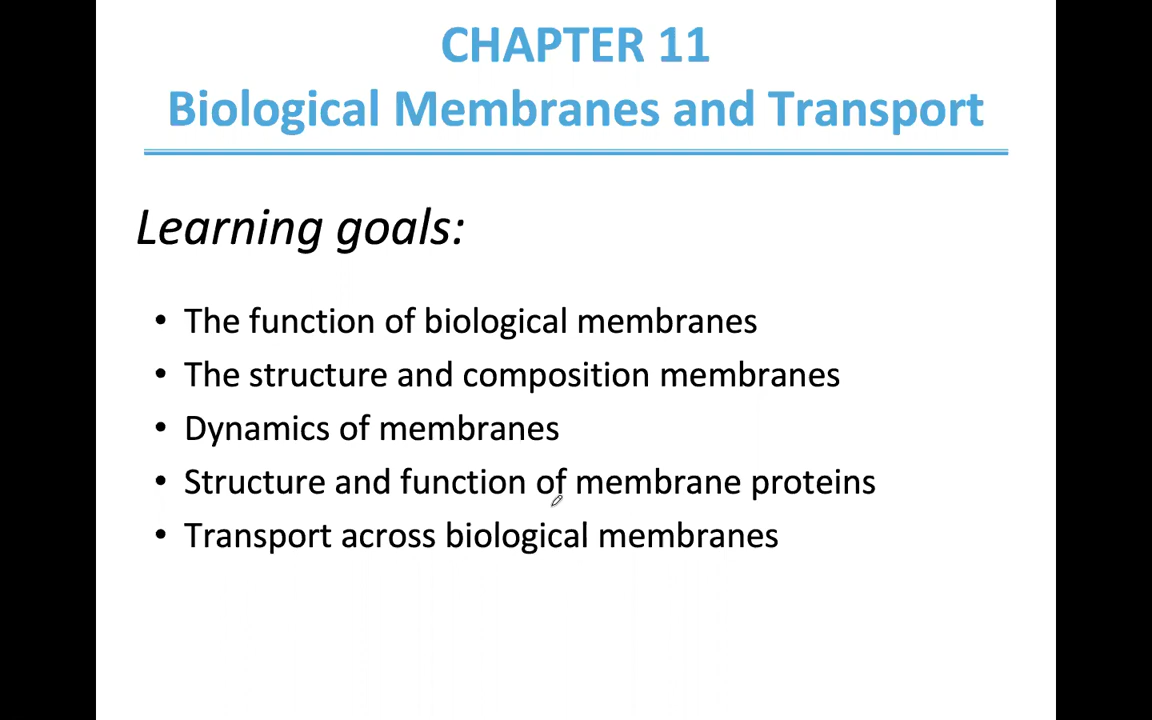 CHAPTER 11
Biological Membranes and Transport
Learning goals:
• The function of biological membranes
• The structure and composition membranes
• Dynamics of membranes
• Structure and function of membrane proteins
• Transport across biological membranes